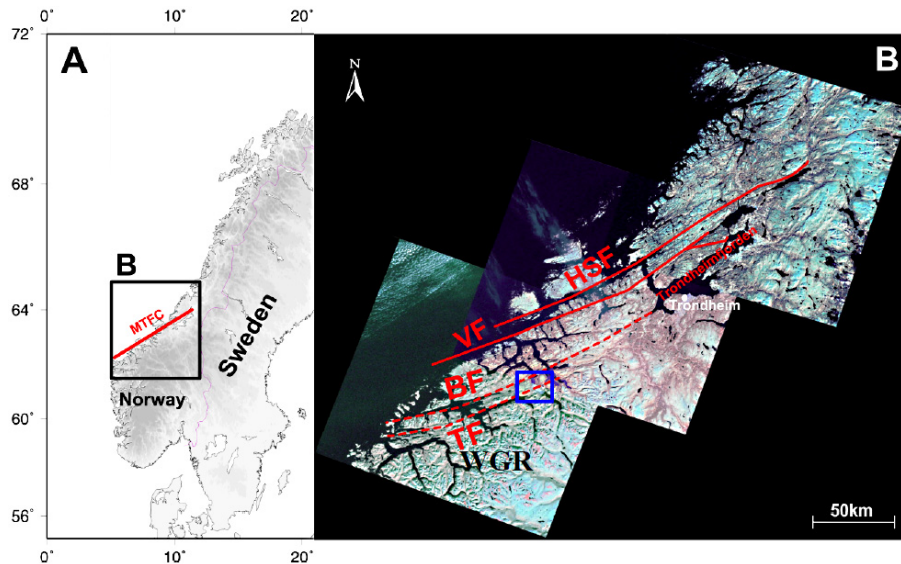 0˚
10˚
20˚
72˚
68˚
64˚
60˚
56˚
A
B
MTFC
Norway
Sweden
0˚
10˚
20˚
B
N
HSF
VF
BF
TF
WGR
Trondheimfjorden
Trondheim
50km